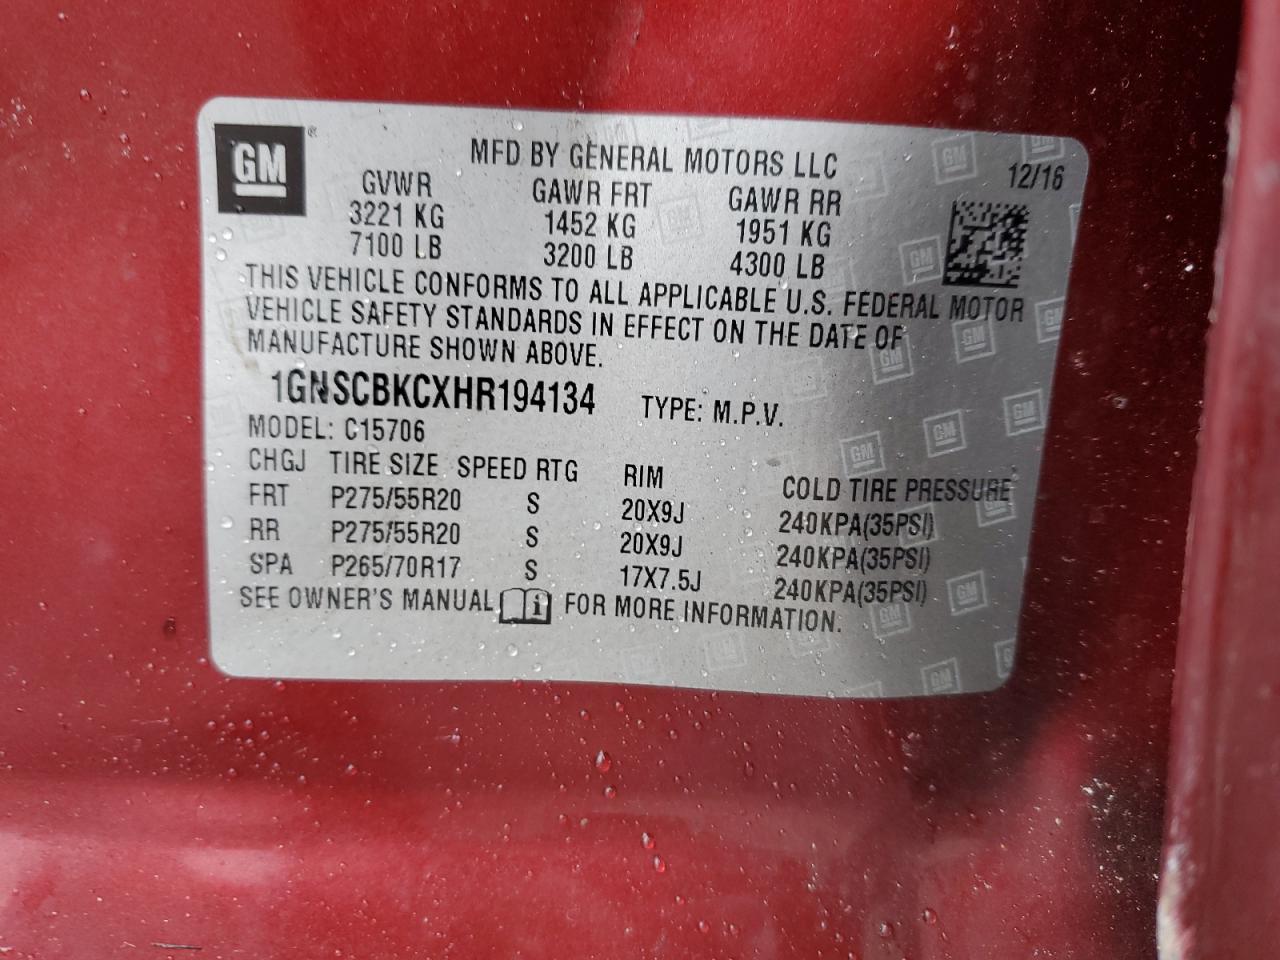 GM ®
MFD BY GENERAL MOTORS LLC
12/16
GVWR GAWR FRT GAWR RR
3221 KG 1452 KG 1951 KG
7100 LB 3200 LB 4300 LB
THIS VEHICLE CONFORMS TO ALL APPLICABLE U.S. FEDERAL MOTOR
VEHICLE SAFETY STANDARDS IN EFFECT ON THE DATE OF
MANUFACTURE SHOWN ABOVE.
1GNSCBKCXHR194134 TYPE: M.P.V.
MODEL: C15706
CHGJ TIRE SIZE SPEED RTG RIM COLD TIRE PRESSURE
FRT P275/55R20 S 20X9J 240KPA(35PSI)
RR P275/55R20 S 20X9J 240KPA(35PSI)
SPA P265/70R17 S 17X7.5J 240KPA(35PSI)
SEE OWNER'S MANUAL i FOR MORE INFORMATION.